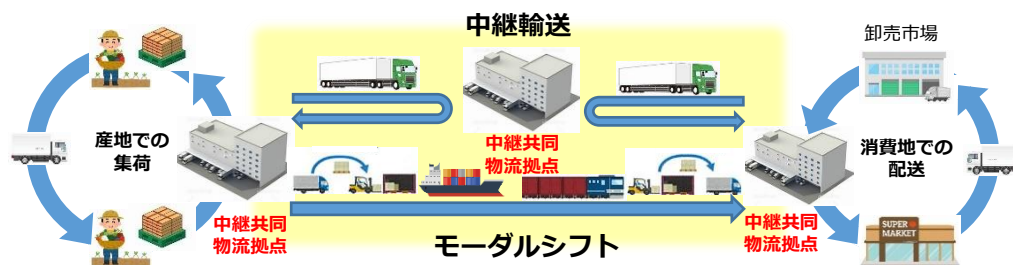 中継輸送
卸売市場
産地での
集荷
中継共同
物流拠点
消費地での
配送
中継共同
物流拠点
中継共同
物流拠点
SUPER
MARKET
モーダルシフト